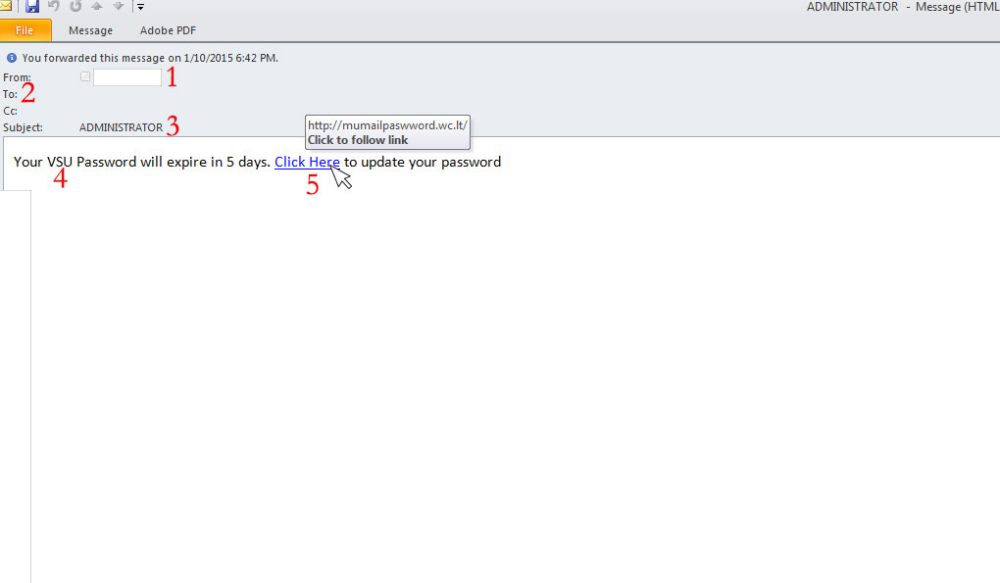 ADMINISTRATOR - Message (HTML
File Message Adobe PDF
You forwarded this message on 1/10/2015 6:42 PM.
From: 1
To: 2
Cc:
Subject: ADMINISTRATOR 3
http://mumailpaswword.wc.lt/
Click to follow link
Your VSU Password will expire in 5 days. Click Here to update your password
4 5